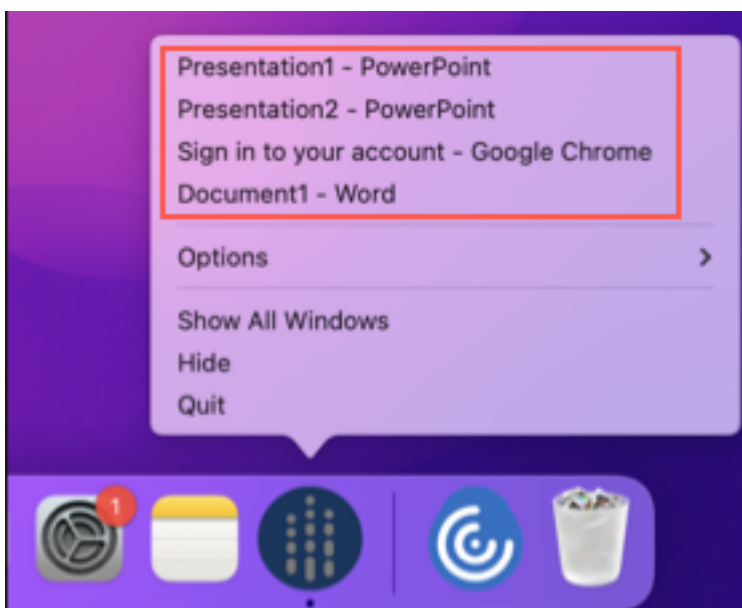 Presentation1 - PowerPoint
Presentation2 - PowerPoint
Sign in to your account - Google Chrome
Document1 - Word
Options
Show All Windows
Hide
Quit
1